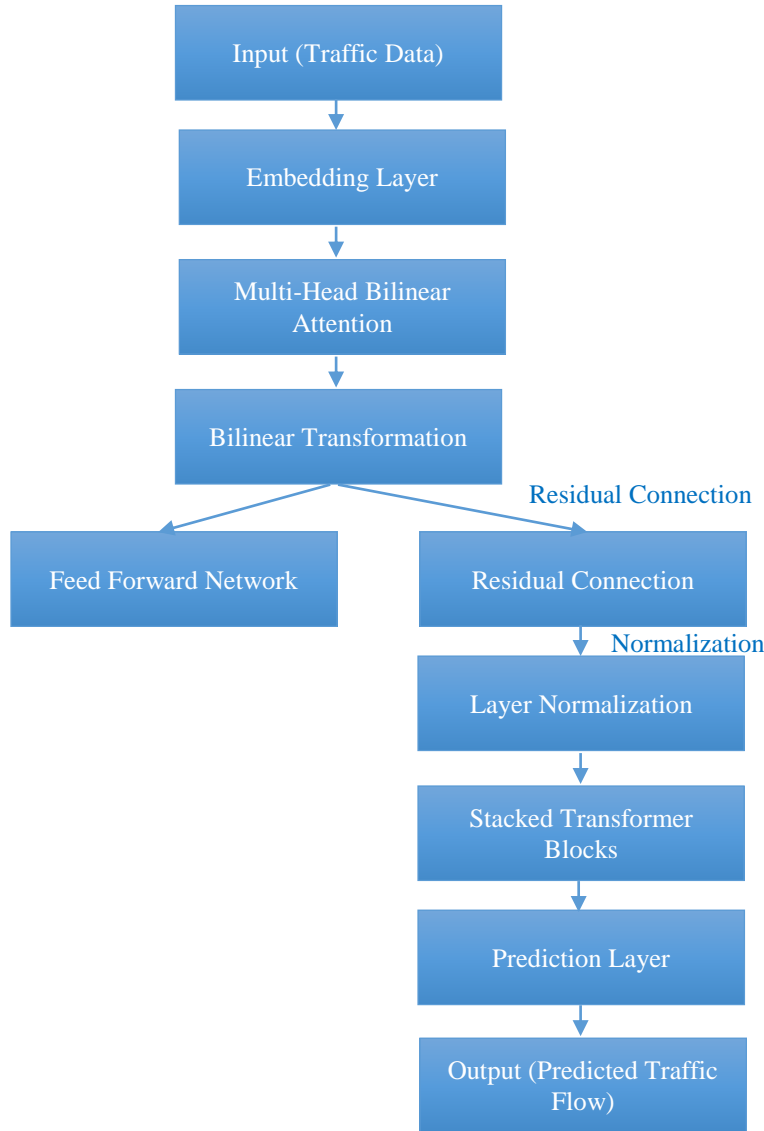 Input (Traffic Data)
Embedding Layer
Multi-Head Bilinear
Attention
Bilinear Transformation
Residual Connection
Feed Forward Network
Residual Connection
Normalization
Layer Normalization
Stacked Transformer
Blocks
Prediction Layer
Output (Predicted Traffic
Flow)